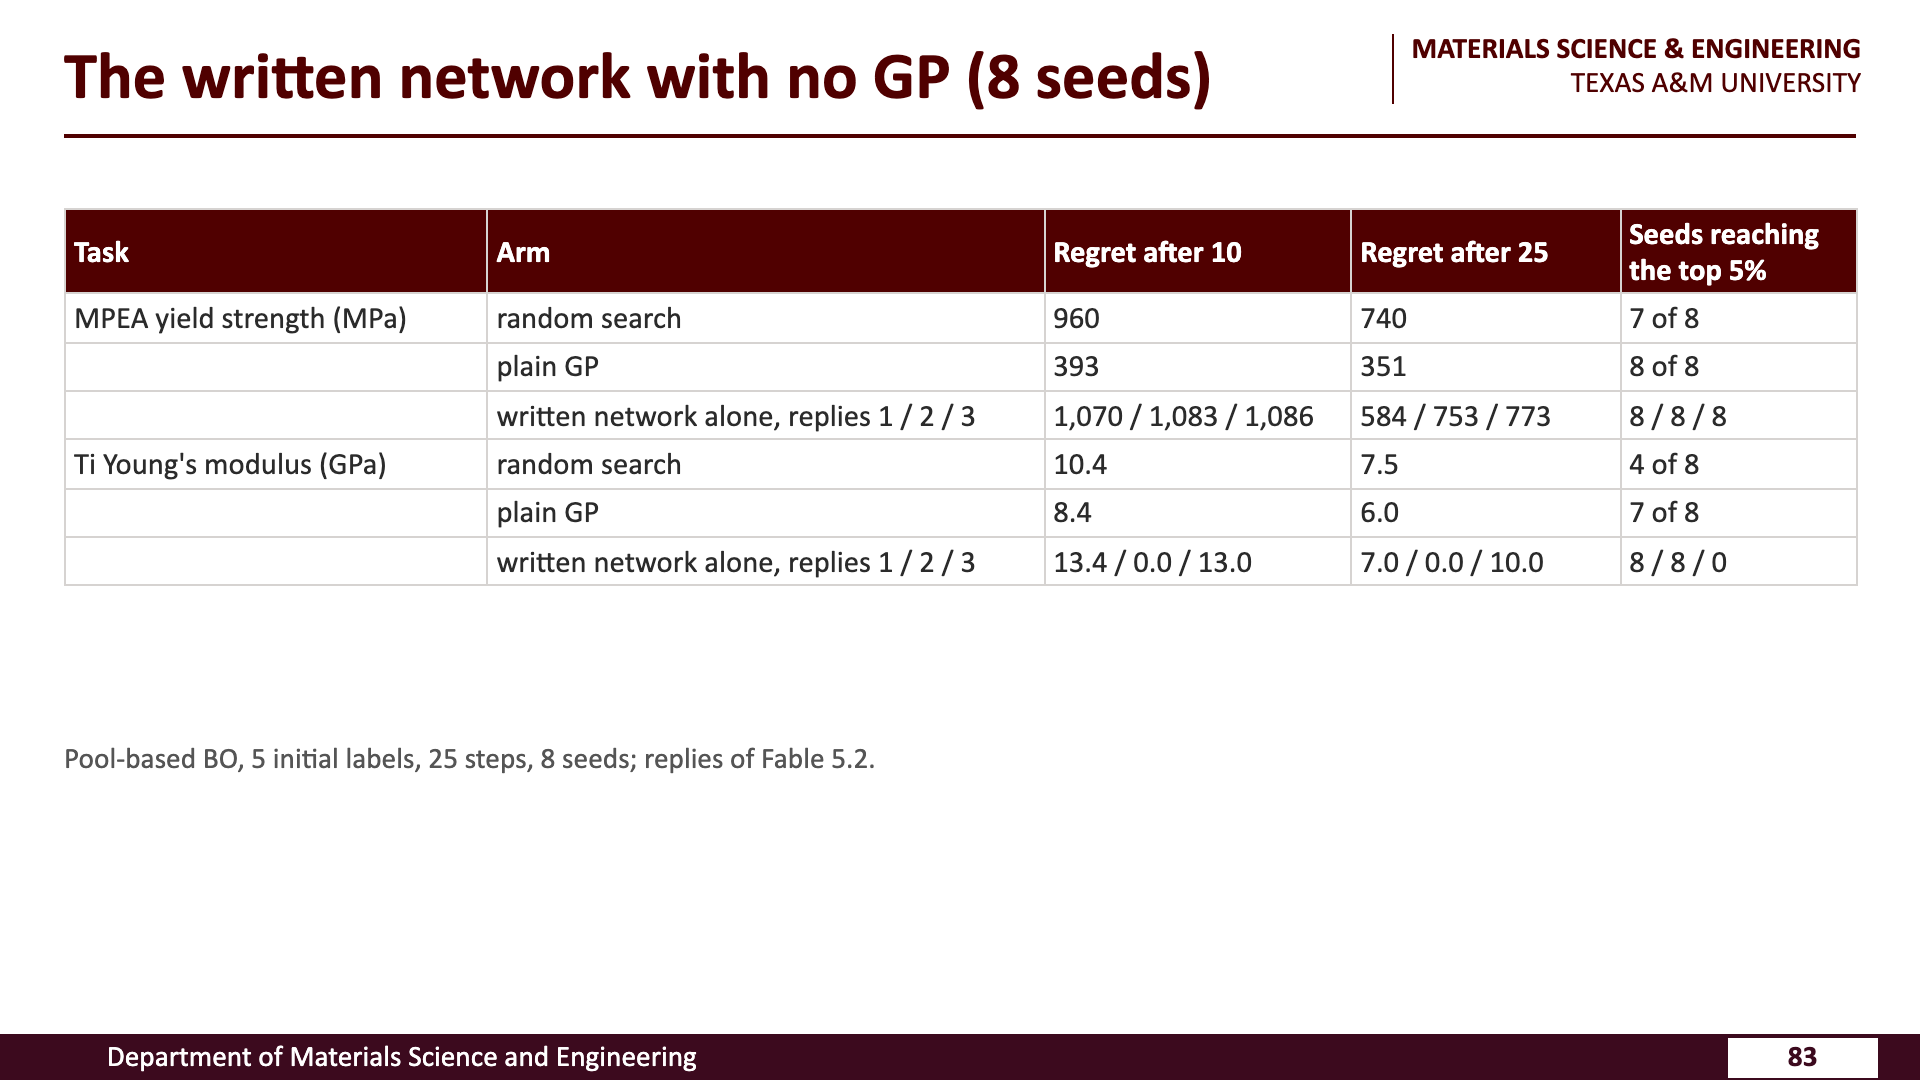 The written network with no GP (8 seeds)
MATERIALS SCIENCE & ENGINEERING
TEXAS A&M UNIVERSITY
Task Arm Regret after 10 Regret after 25 Seeds reaching the top 5%
MPEA yield strength (MPa) random search 960 740 7 of 8
plain GP 393 351 8 of 8
written network alone, replies 1 / 2 / 3 1,070 / 1,083 / 1,086 584 / 753 / 773 8 / 8 / 8
Ti Young's modulus (GPa) random search 10.4 7.5 4 of 8
plain GP 8.4 6.0 7 of 8
written network alone, replies 1 / 2 / 3 13.4 / 0.0 / 13.0 7.0 / 0.0 / 10.0 8 / 8 / 0
Pool-based BO, 5 initial labels, 25 steps, 8 seeds; replies of Fable 5.2.
Department of Materials Science and Engineering
83